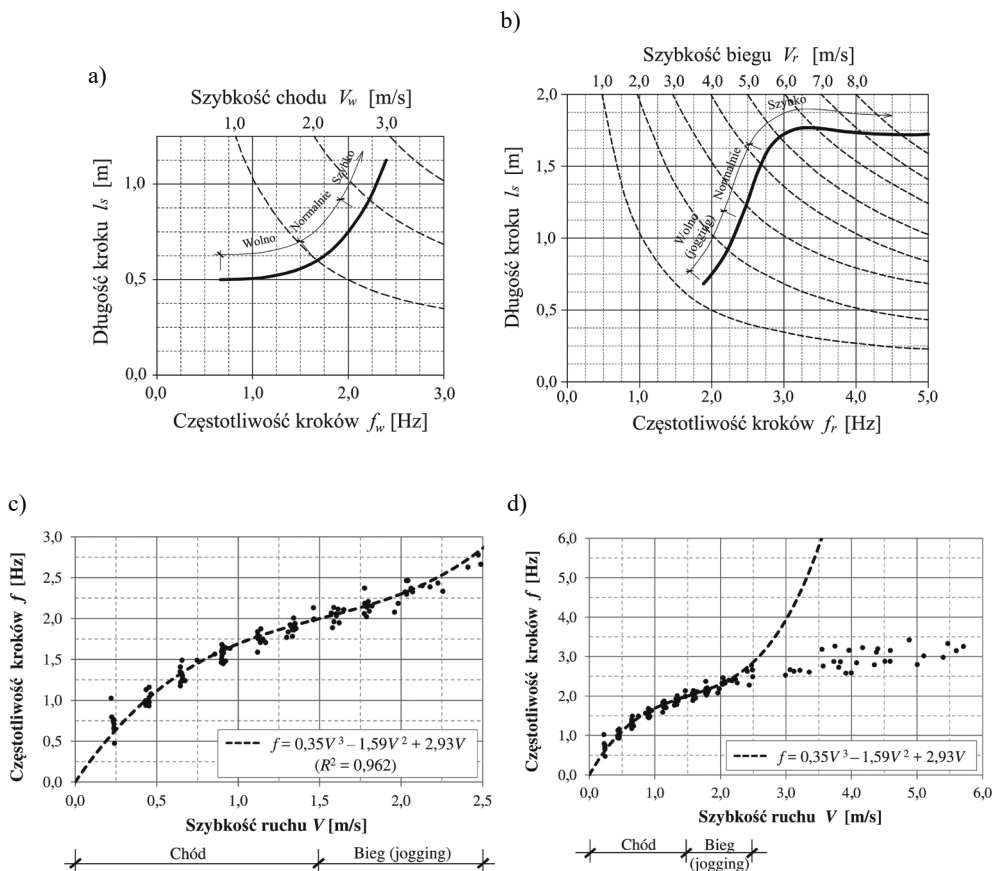 a)
Szybkość chodu V_w [m/s]
1,0 2,0 3,0
Długość kroku l_s [m]
1,0
0,5
0,0
Wolno
Normalnie
Szybko
0,0 1,0 2,0 3,0
Częstotliwość kroków f_w [Hz]
b)
Szybkość biegu V_r [m/s]
1,0 2,0 3,0 4,0 5,0 6,0 7,0 8,0
Długość kroku l_s [m]
2,0
1,5
1,0
0,5
0,0
Wolno
(jogging)
Normalnie
Szybko
0,0 1,0 2,0 3,0 4,0 5,0
Częstotliwość kroków f_r [Hz]
c)
Częstotliwość kroków f [Hz]
3,0
2,5
2,0
1,5
1,0
0,5
0,0
f = 0,35V³ – 1,59V² + 2,93V
(R² = 0,962)
0,0 0,5 1,0 1,5 2,0 2,5
Szybkość ruchu V [m/s]
Chód Bieg (jogging)
d)
Częstotliwość kroków f [Hz]
6,0
5,0
4,0
3,0
2,0
1,0
0,0
f = 0,35V³ – 1,59V² + 2,93V
0,0 1,0 2,0 3,0 4,0 5,0 6,0
Szybkość ruchu V [m/s]
Chód Bieg
(jogging)